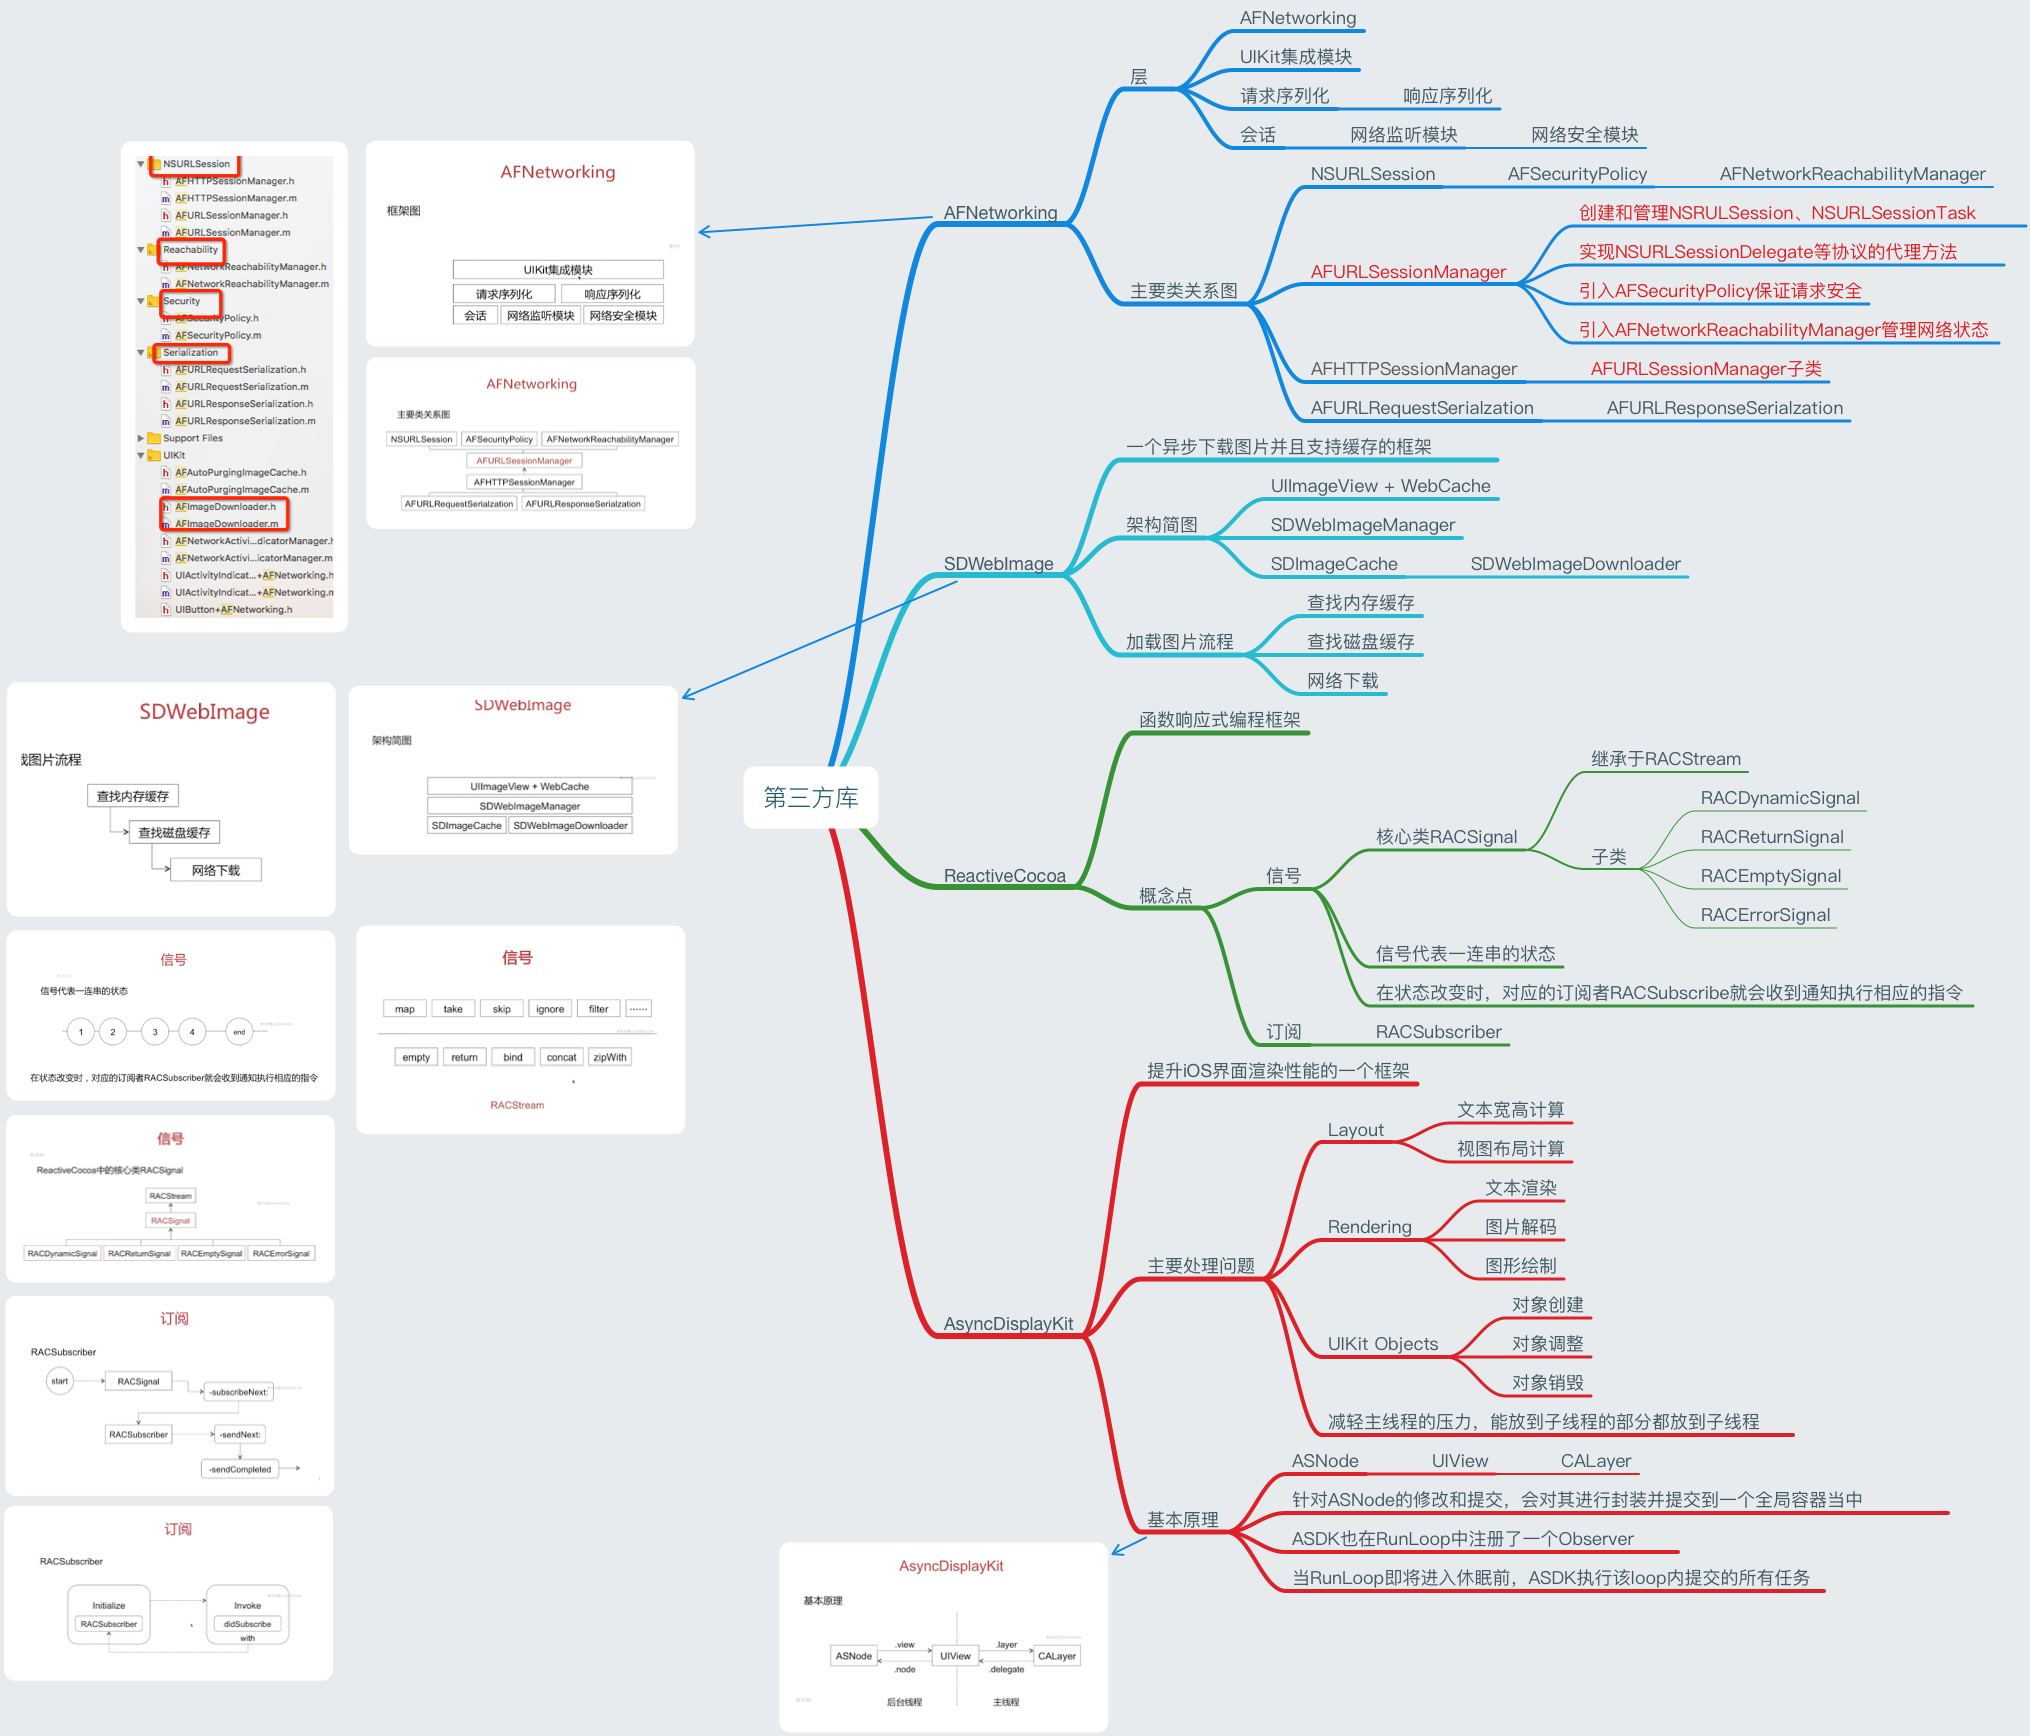 第三方库
AFNetworking
层
AFNetworking
UIKit集成模块
请求序列化
响应序列化
会话
网络监听模块
网络安全模块
主要类关系图
NSURLSession
AFSecurityPolicy
AFNetworkReachabilityManager
AFURLSessionManager
创建和管理NSRULSession、NSURLSessionTask
实现NSURLSessionDelegate等协议的代理方法
引入AFSecurityPolicy保证请求安全
引入AFNetworkReachabilityManager管理网络状态
AFHTTPSessionManager
AFURLSessionManager子类
AFURLRequestSerialzation
AFURLResponseSerialzation
SDWebImage
一个异步下载图片并且支持缓存的框架
架构简图
UIImageView + WebCache
SDWebImageManager
SDImageCache
SDWebImageDownloader
加载图片流程
查找内存缓存
查找磁盘缓存
网络下载
ReactiveCocoa
函数响应式编程框架
概念点
信号
核心类RACSignal
继承于RACStream
子类
RACDynamicSignal
RACReturnSignal
RACEmptySignal
RACErrorSignal
信号代表一连串的状态
在状态改变时，对应的订阅者RACSubscribe就会收到通知执行相应的指令
订阅
RACSubscriber
AsyncDisplayKit
提升iOS界面渲染性能的一个框架
主要处理问题
Layout
文本宽高计算
视图布局计算
Rendering
文本渲染
图片解码
图形绘制
UIKit Objects
对象创建
对象调整
对象销毁
减轻主线程的压力，能放到子线程的部分都放到子线程
基本原理
ASNode
UIView
CALayer
针对ASNode的修改和提交，会对其进行封装并提交到一个全局容器当中
ASDK也在RunLoop中注册了一个Observer
当RunLoop即将进入休眠前，ASDK执行该loop内提交的所有任务
NSURLSession
h AFHTTPSessionManager.h
m AFHTTPSessionManager.m
h AFURLSessionManager.h
m AFURLSessionManager.m
Reachability
h AFNetworkReachabilityManager.h
m AFNetworkReachabilityManager.m
Security
h AFSecurityPolicy.h
m AFSecurityPolicy.m
Serialization
h AFURLRequestSerialization.h
m AFURLRequestSerialization.m
h AFURLResponseSerialization.h
m AFURLResponseSerialization.m
Support Files
UIKit
h AFAutoPurgingImageCache.h
m AFAutoPurgingImageCache.m
h AFImageDownloader.h
m AFImageDownloader.m
h AFNetworkActivi...dicatorManager.h
m AFNetworkActivi...icatorManager.m
h UIActivityIndicat...+AFNetworking.h
m UIActivityIndicat...+AFNetworking.m
h UIButton+AFNetworking.h
AFNetworking
框架图
UIKit集成模块
请求序列化
响应序列化
会话
网络监听模块
网络安全模块
AFNetworking
主要类关系图
NSURLSession
AFSecurityPolicy
AFNetworkReachabilityManager
AFURLSessionManager
AFHTTPSessionManager
AFURLRequestSerialzation
AFURLResponseSerialzation
SDWebImage
载图片流程
查找内存缓存
查找磁盘缓存
网络下载
SDWebImage
架构简图
UIImageView + WebCache
SDWebImageManager
SDImageCache
SDWebImageDownloader
信号
信号代表一连串的状态
1 2 3 4 end
在状态改变时，对应的订阅者RACSubscriber就会收到通知执行相应的指令
信号
map take skip ignore filter ······
empty return bind concat zipWith
RACStream
信号
ReactiveCocoa中的核心类RACSignal
RACStream
RACSignal
RACDynamicSignal
RACReturnSignal
RACEmptySignal
RACErrorSignal
订阅
RACSubscriber
start
RACSignal
-subscribeNext:
RACSubscriber
-sendNext:
-sendCompleted
订阅
RACSubscriber
Initialize
RACSubscriber
Invoke
didSubscribe
with
AsyncDisplayKit
基本原理
ASNode
.view
.node
UIView
.layer
.delegate
CALayer
后台线程
主线程